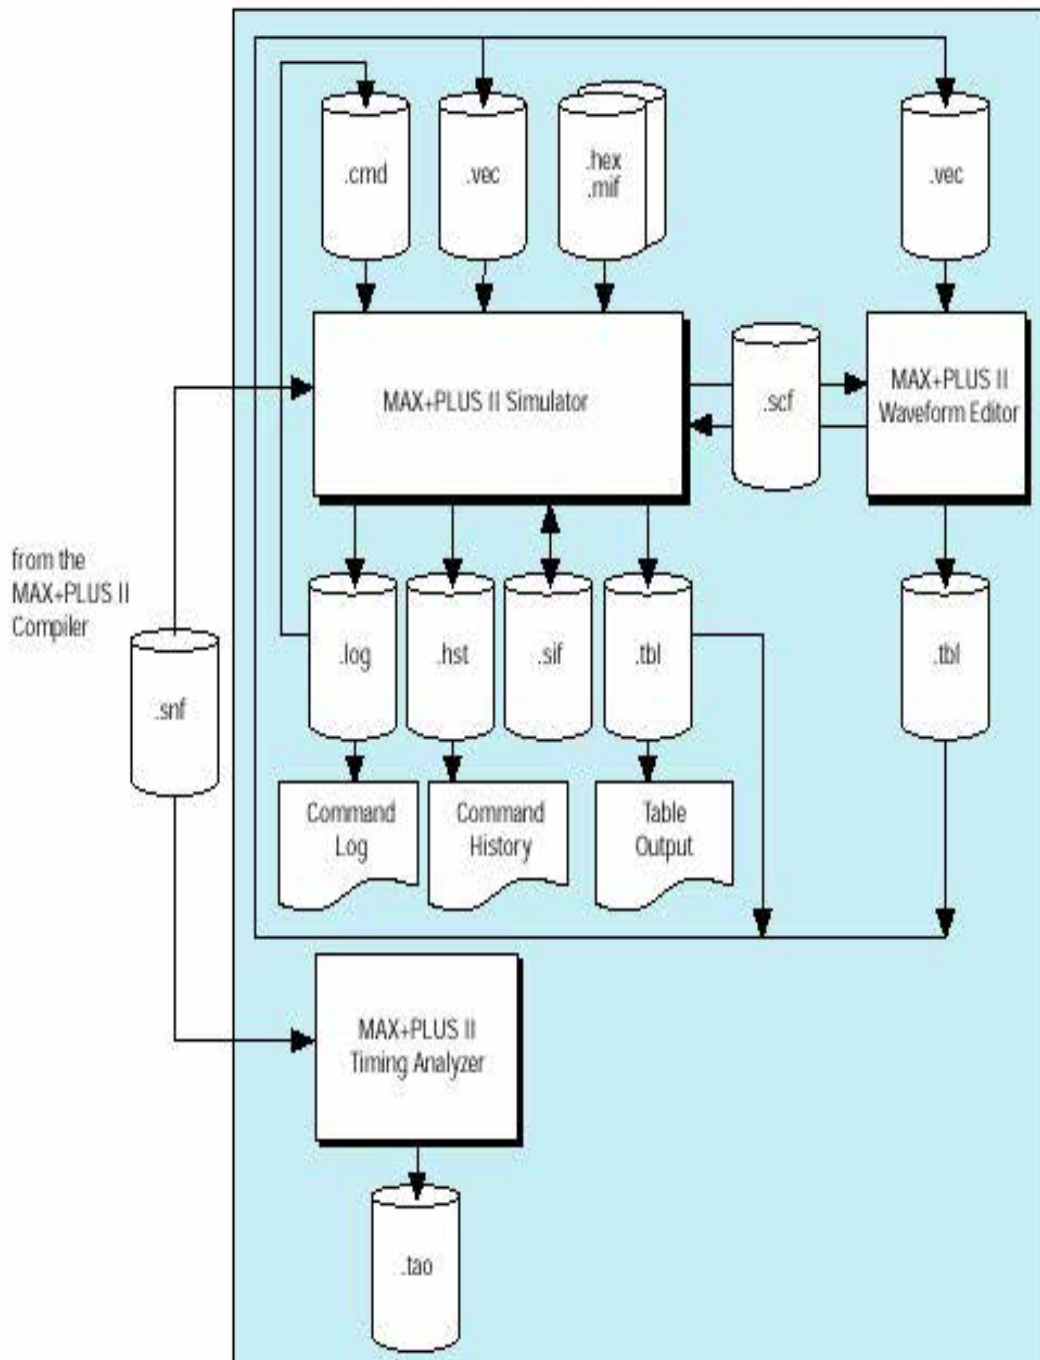 .cmd
.vec
.hex
.mif
.vec
MAX+PLUS II Simulator
.scf
MAX+PLUS II
Waveform Editor
from the
MAX+PLUS II
Compiler
.snf
.log
.hst
.sif
.tbl
.tbl
Command
Log
Command
History
Table
Output
MAX+PLUS II
Timing Analyzer
.tao